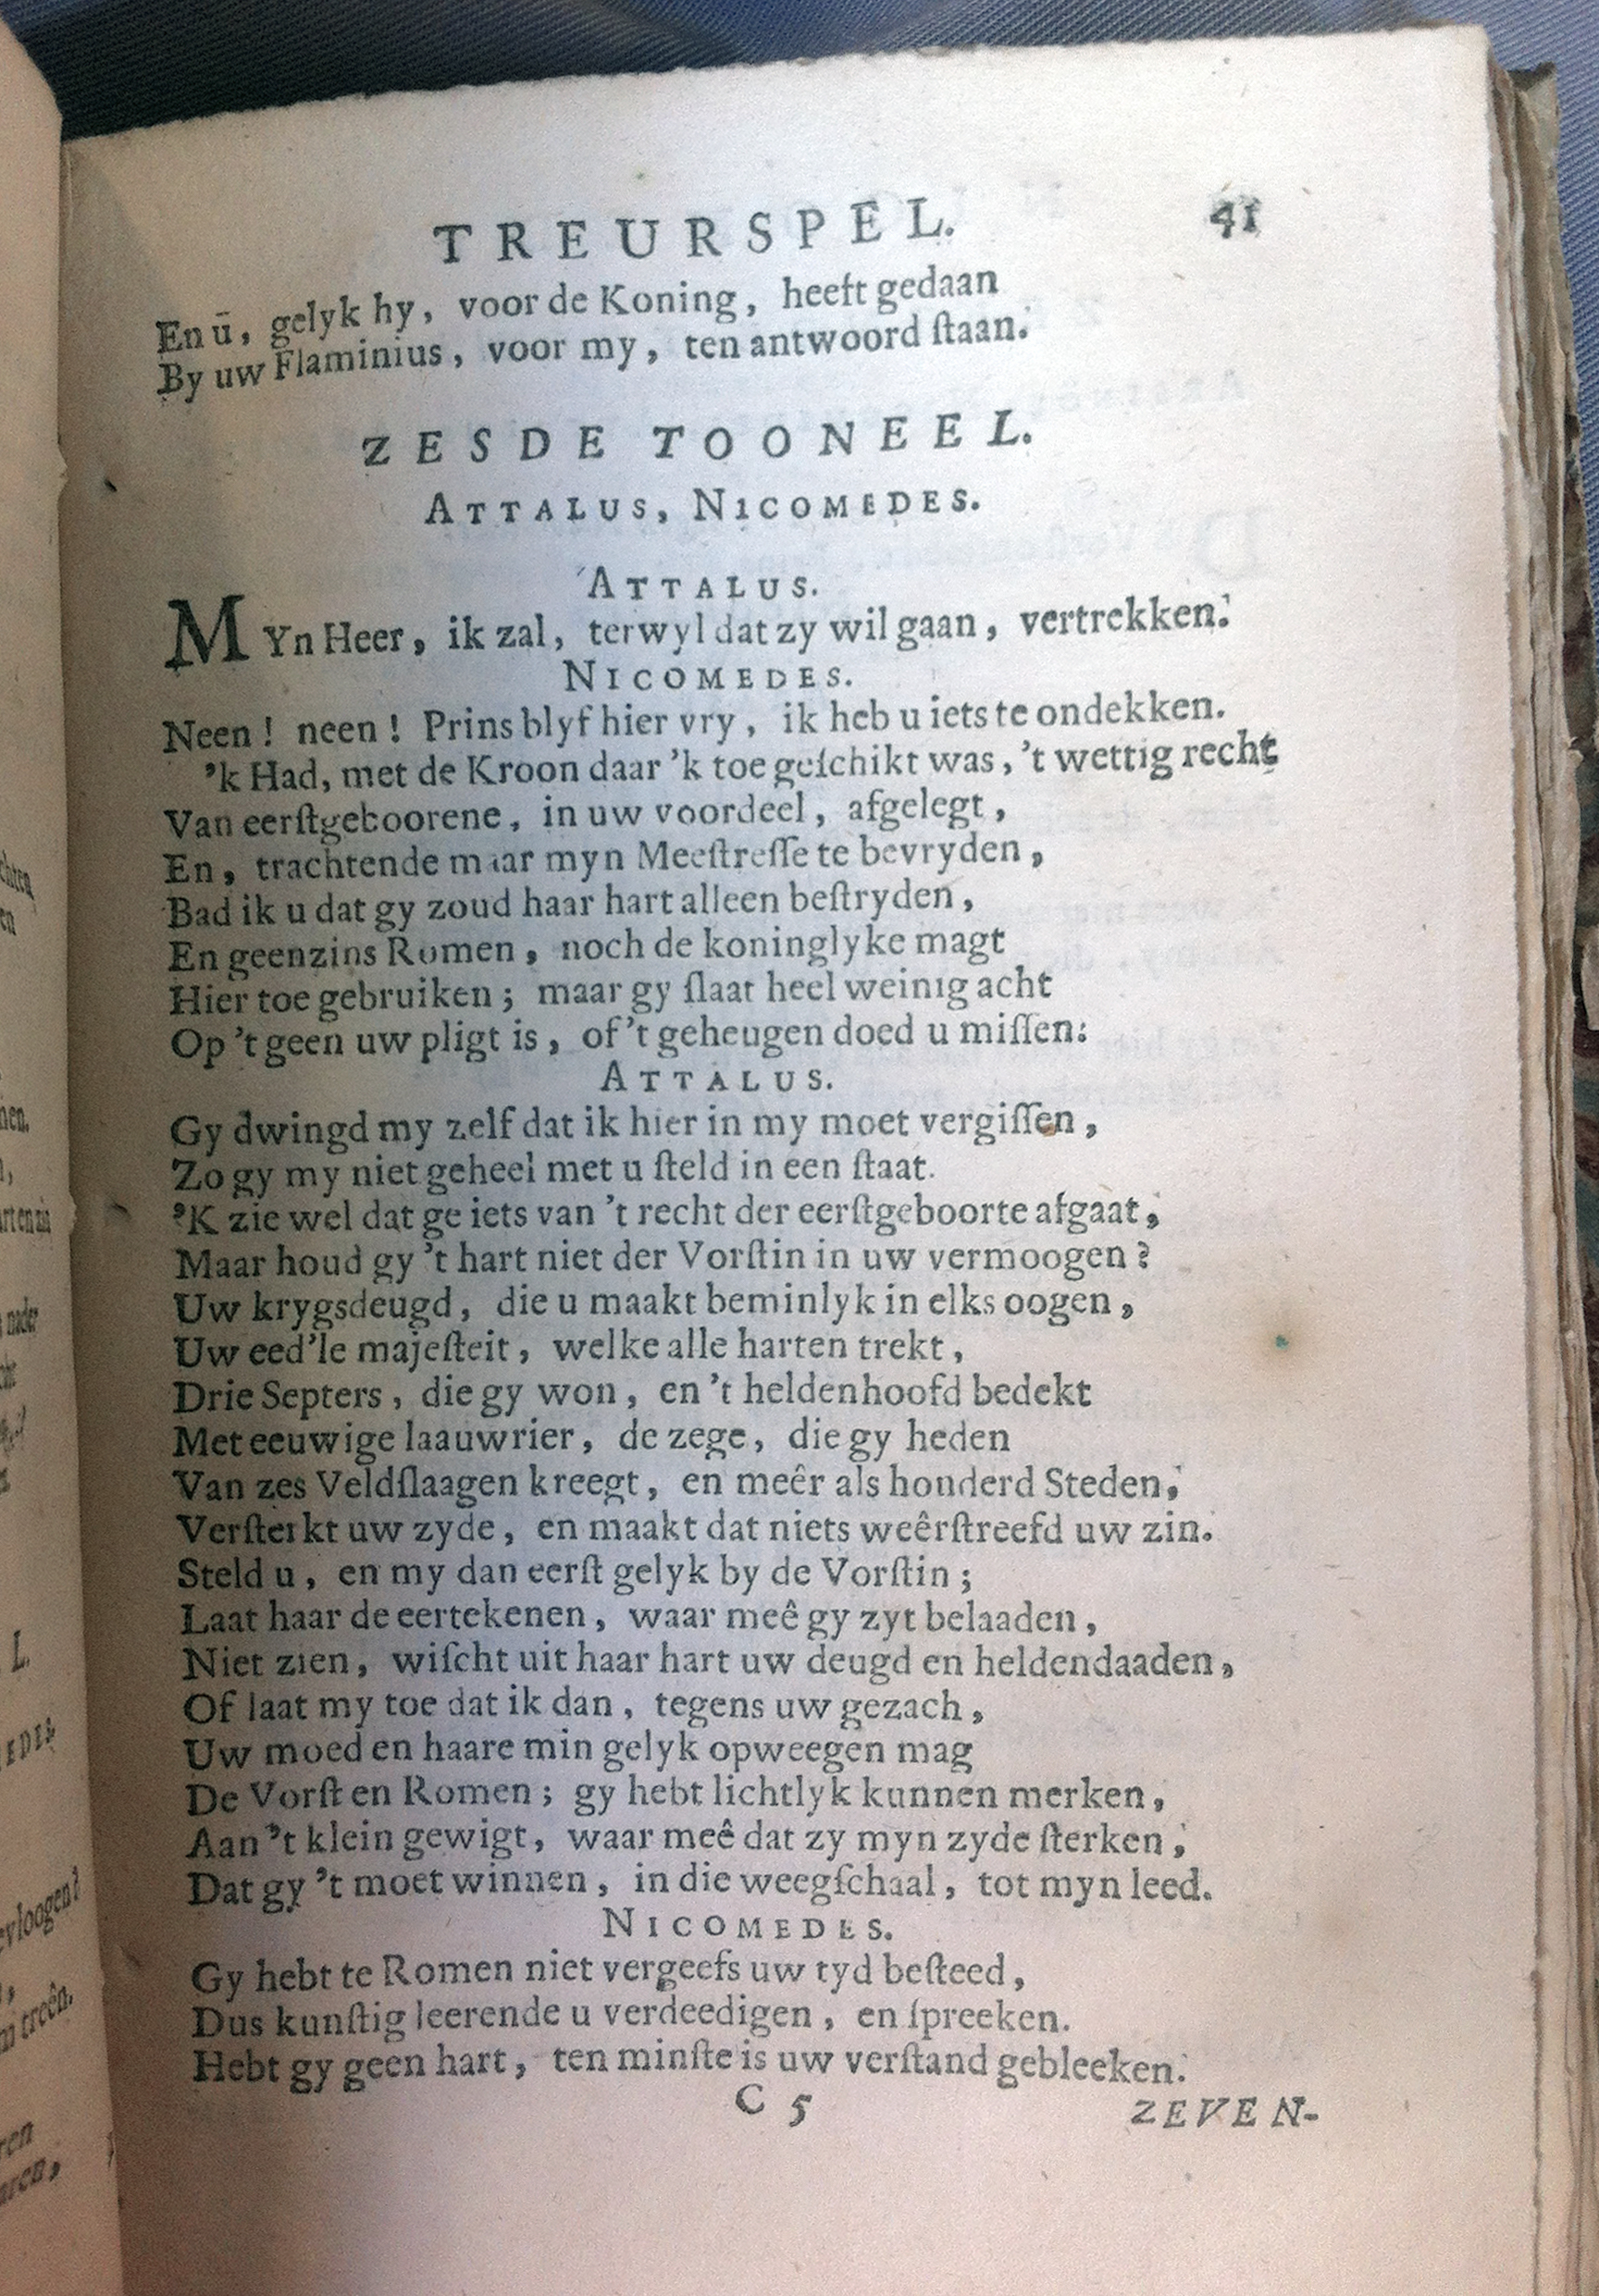 TREURSPEL. 41
En ū, gelyk hy, voor de Koning, heeft gedaan
By uw Flaminius, voor my, ten antwoord ſtaan.
ZESDE TOONEEL.
ATTALUS, NICOMEDES.
ATTALUS.
MYn Heer, ik zal, terwyl dat zy wil gaan, vertrekken.
NICOMEDES.
Neen! neen! Prins blyf hier vry, ik heb u iets te ondekken.
'k Had, met de Kroon daar 'k toe geſchikt was, 't wettig recht
Van eerſtgeboorene, in uw voordeel, afgelegt,
En, trachtende maar myn Meeſtreſſe te bevryden,
Bad ik u dat gy zoud haar hart alleen beſtryden,
En geenzins Romen, noch de koninglyke magt
Hier toe gebruiken; maar gy ſlaat heel weinig acht
Op 't geen uw pligt is, of 't geheugen doed u miſſen.
ATTALUS.
Gy dwingd my zelf dat ik hier in my moet vergiſſen,
Zo gy my niet geheel met u ſteld in een ſtaat.
'K zie wel dat ge iets van 't recht der eerſtgeboorte afgaat,
Maar houd gy 't hart niet der Vorſtin in uw vermoogen?
Uw krygsdeugd, die u maakt beminlyk in elks oogen,
Uw eed'le majeſteit, welke alle harten trekt,
Drie Septers, die gy won, en 't heldenhoofd bedekt
Met eeuwige laauwrier, de zege, die gy heden
Van zes Veldſlaagen kreegt, en meêr als honderd Steden,
Verſterkt uw zyde, en maakt dat niets weêrſtreefd uw zin.
Steld u, en my dan eerſt gelyk by de Vorſtin;
Laat haar de eertekenen, waar meê gy zyt belaaden,
Niet zien, wiſcht uit haar hart uw deugd en heldendaaden,
Of laat my toe dat ik dan, tegens uw gezach,
Uw moed en haare min gelyk opweegen mag
De Vorſt en Romen; gy hebt lichtlyk kunnen merken,
Aan 't klein gewigt, waar meê dat zy myn zyde ſterken,
Dat gy 't moet winnen, in die weegſchaal, tot myn leed.
NICOMEDES.
Gy hebt te Romen niet vergeefs uw tyd beſteed,
Dus kunſtig leerende u verdeedigen, en ſpreeken.
Hebt gy geen hart, ten minſte is uw verſtand gebleeken.
C 5 ZEVEN-